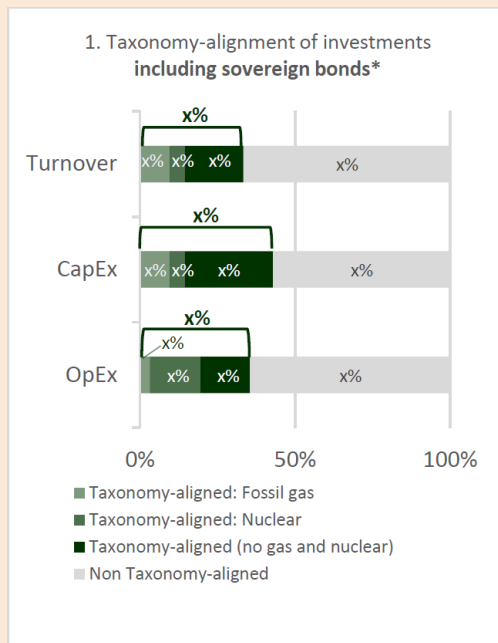 1. Taxonomy-alignment of investments
including sovereign bonds*
x%
Turnover
x% x% x% x%
x%
CapEx
x% x% x% x%
x%
x%
OpEx
x% x% x%
0% 50% 100%
Taxonomy-aligned: Fossil gas
Taxonomy-aligned: Nuclear
Taxonomy-aligned (no gas and nuclear)
Non Taxonomy-aligned